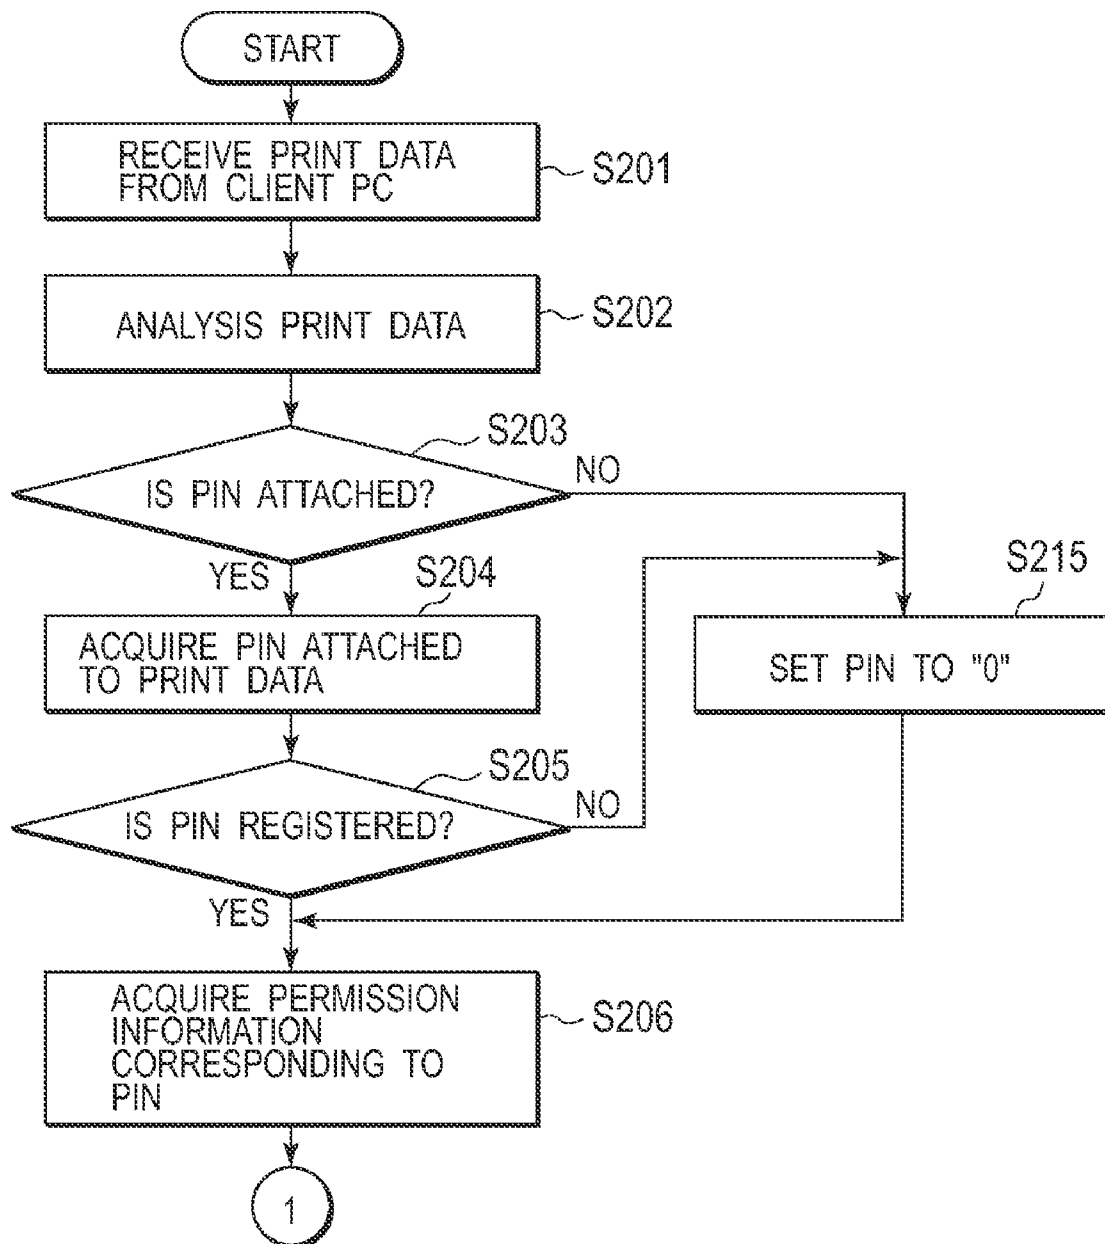 START
RECEIVE PRINT DATA
FROM CLIENT PC
S201
ANALYSIS PRINT DATA
S202
S203
IS PIN ATTACHED?
NO
YES
S204
S215
ACQUIRE PIN ATTACHED
TO PRINT DATA
SET PIN TO "0"
S205
IS PIN REGISTERED?
NO
YES
ACQUIRE PERMISSION
INFORMATION
CORRESPONDING TO
PIN
S206
1